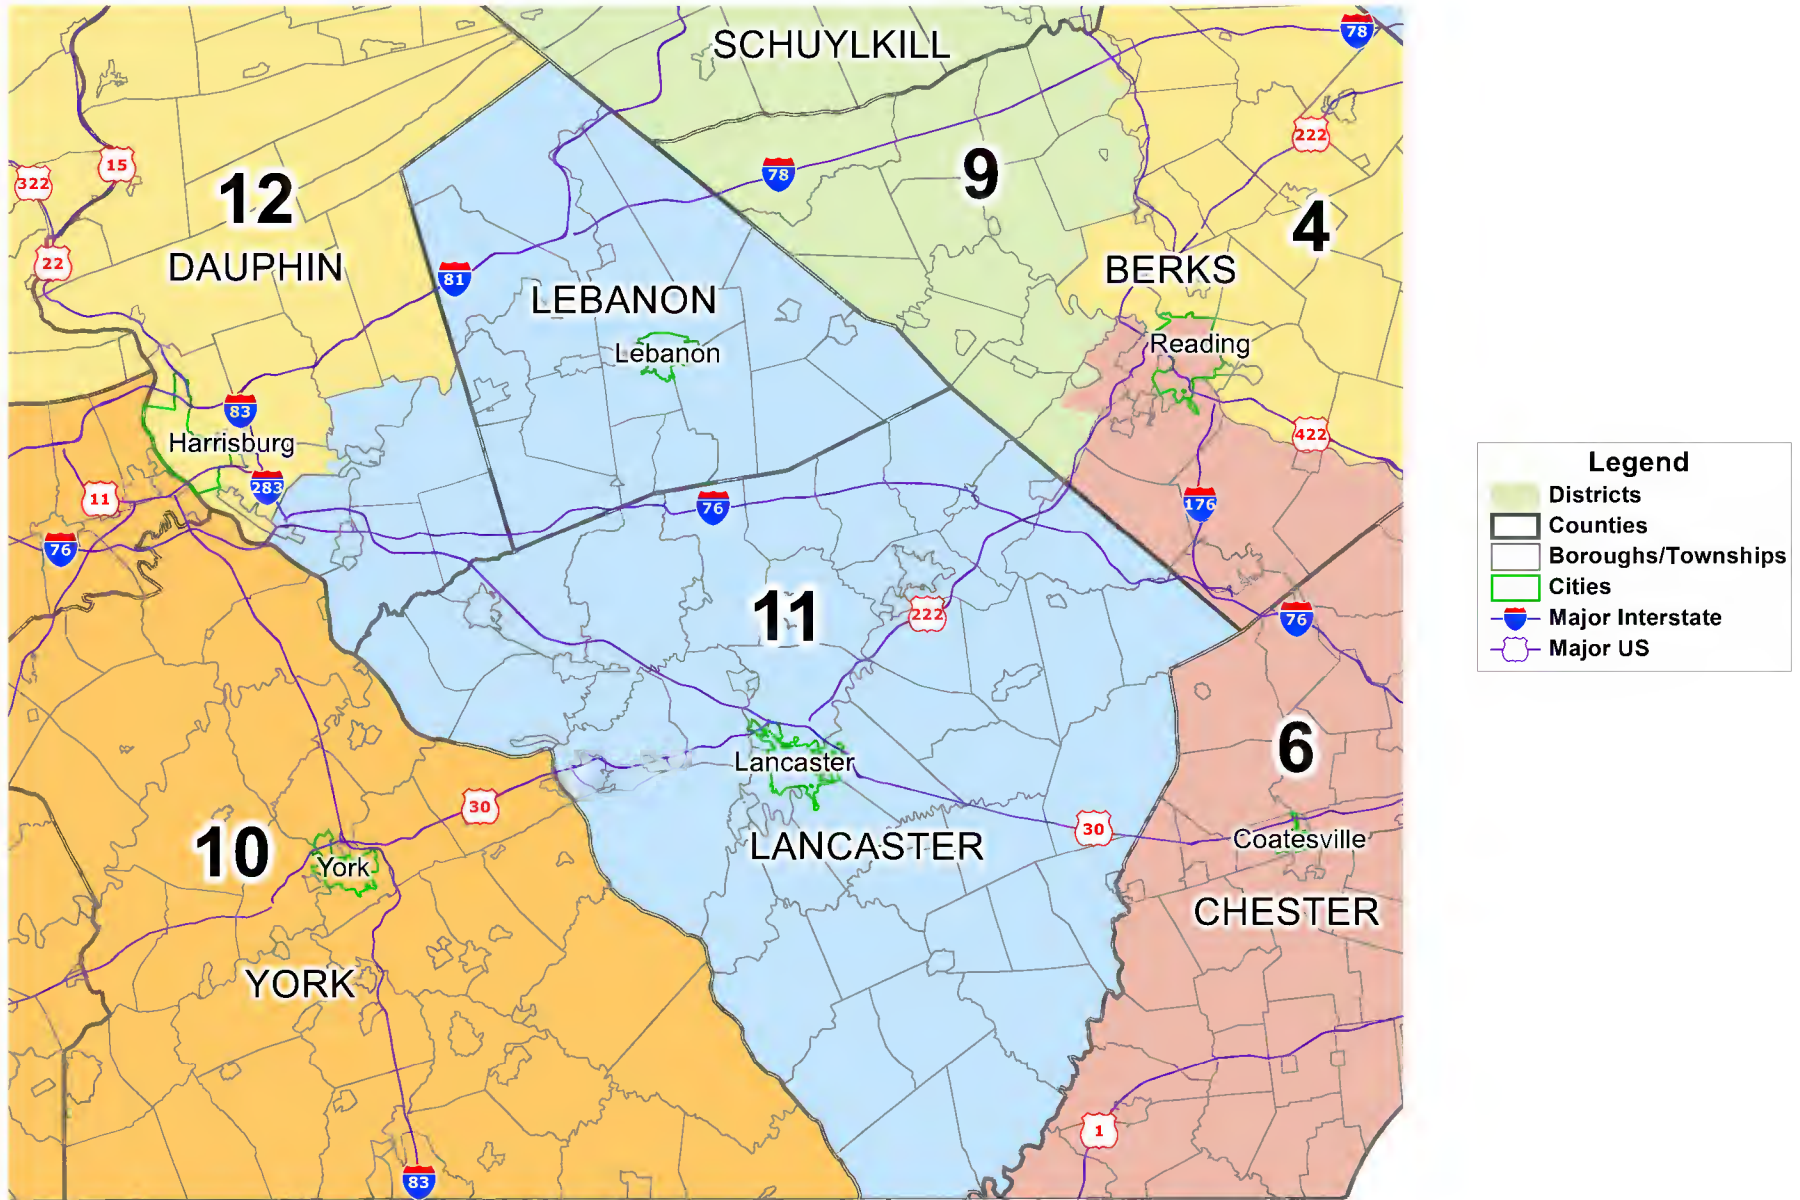 SCHUYLKILL
78
222
15
322
12
9
78
4
22
DAUPHIN
81
BERKS
LEBANON
Reading
Lebanon
83
Harrisburg
422
283
11
76
176
76
Legend
Districts
Counties
Boroughs/Townships
Cities
Major Interstate
Major US
11
222
76
6
Lancaster
30
30
10
York
LANCASTER
Coatesville
CHESTER
YORK
1
83